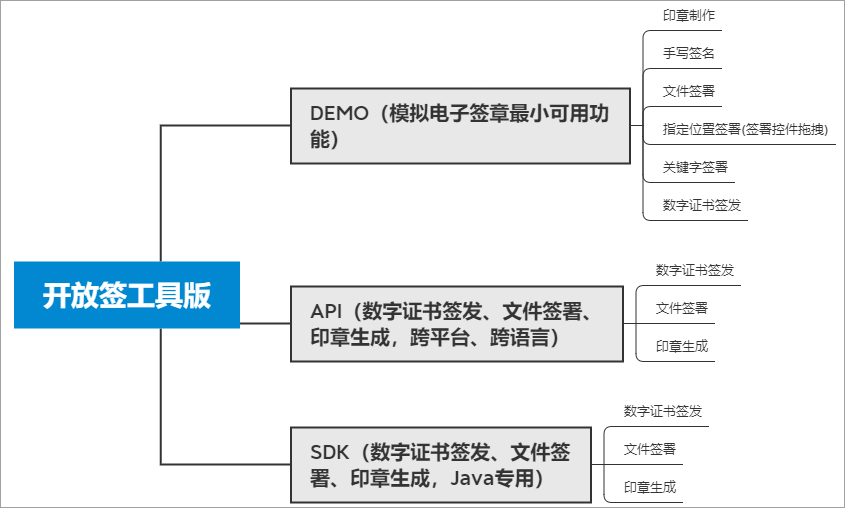 开放签工具版
DEMO（模拟电子签章最小可用功
能）
印章制作
手写签名
文件签署
指定位置签署(签署控件拖拽)
关键字签署
数字证书签发
API（数字证书签发、文件签署、
印章生成，跨平台、跨语言）
数字证书签发
文件签署
印章生成
SDK（数字证书签发、文件签
署、印章生成，Java专用）
数字证书签发
文件签署
印章生成